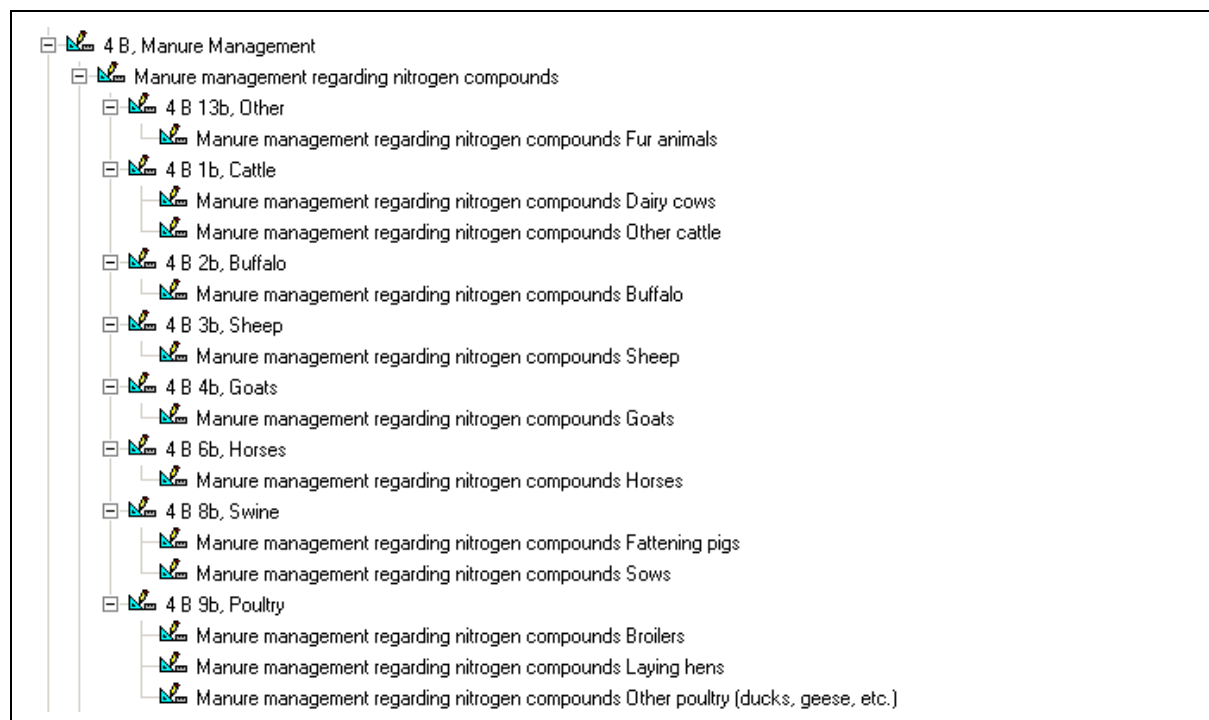 4 B, Manure Management
Manure management regarding nitrogen compounds
4 B 13b, Other
Manure management regarding nitrogen compounds Fur animals
4 B 1b, Cattle
Manure management regarding nitrogen compounds Dairy cows
Manure management regarding nitrogen compounds Other cattle
4 B 2b, Buffalo
Manure management regarding nitrogen compounds Buffalo
4 B 3b, Sheep
Manure management regarding nitrogen compounds Sheep
4 B 4b, Goats
Manure management regarding nitrogen compounds Goats
4 B 6b, Horses
Manure management regarding nitrogen compounds Horses
4 B 8b, Swine
Manure management regarding nitrogen compounds Fattening pigs
Manure management regarding nitrogen compounds Sows
4 B 9b, Poultry
Manure management regarding nitrogen compounds Broilers
Manure management regarding nitrogen compounds Laying hens
Manure management regarding nitrogen compounds Other poultry (ducks, geese, etc.)